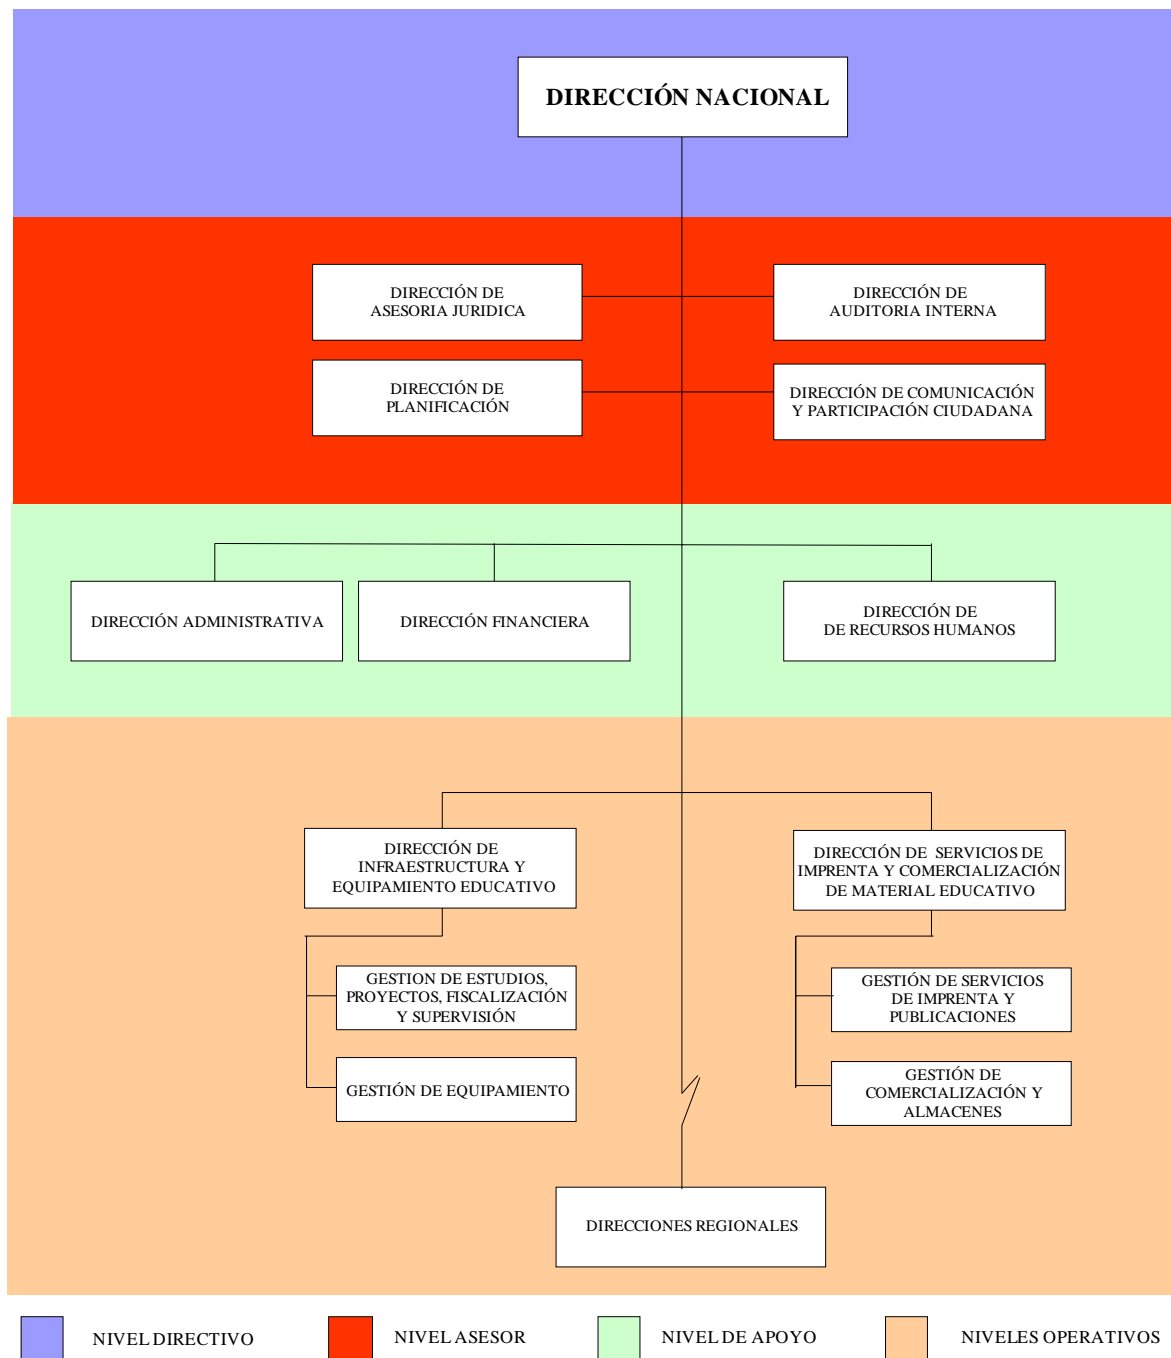 DIRECCIÓN NACIONAL
DIRECCIÓN DE
ASESORIA JURIDICA
DIRECCIÓN DE
AUDITORIA INTERNA
DIRECCIÓN DE
PLANIFICACIÓN
DIRECCIÓN DE COMUNICACIÓN
Y PARTICIPACIÓN CIUDADANA
DIRECCIÓN ADMINISTRATIVA
DIRECCIÓN FINANCIERA
DIRECCIÓN DE
DE RECURSOS HUMANOS
DIRECCIÓN DE
INFRAESTRUCTURA Y
EQUIPAMIENTO EDUCATIVO
DIRECCIÓN DE SERVICIOS DE
IMPRENTA Y COMERCIALIZACIÓN
DE MATERIAL EDUCATIVO
GESTION DE ESTUDIOS,
PROYECTOS, FISCALIZACIÓN
Y SUPERVISIÓN
GESTIÓN DE SERVICIOS
DE IMPRENTA Y
PUBLICACIONES
GESTIÓN DE EQUIPAMIENTO
GESTIÓN DE
COMERCIALIZACIÓN Y
ALMACENES
DIRECCIONES REGIONALES
NIVEL DIRECTIVO
NIVEL ASESOR
NIVEL DE APOYO
NIVELES OPERATIVOS